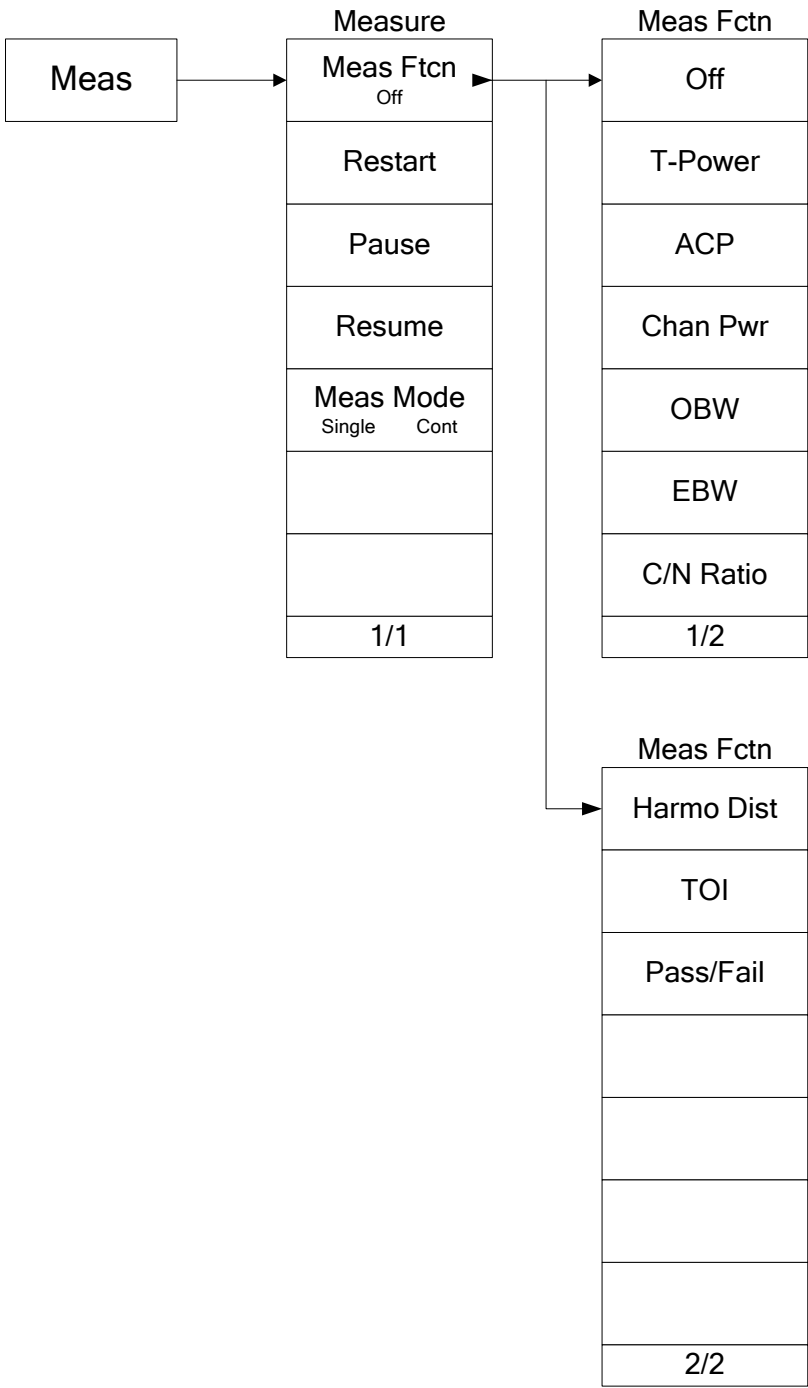 Meas
Measure
Meas Ftcn
Off
Restart
Pause
Resume
Meas Mode
Single Cont
1/1
Meas Fctn
Off
T-Power
ACP
Chan Pwr
OBW
EBW
C/N Ratio
1/2
Meas Fctn
Harmo Dist
TOI
Pass/Fail
2/2